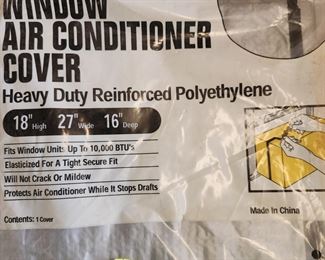 WINDOW
AIR CONDITIONER
COVER
Heavy Duty Reinforced Polyethylene
18" High 27" Wide 16" Deep
Fits Window Units Up To 10,000 BTU's
Elasticized For A Tight Secure Fit
Will Not Crack Or Mildew
Protects Air Conditioner While It Stops Drafts
Made In China
Contents: 1 Cover